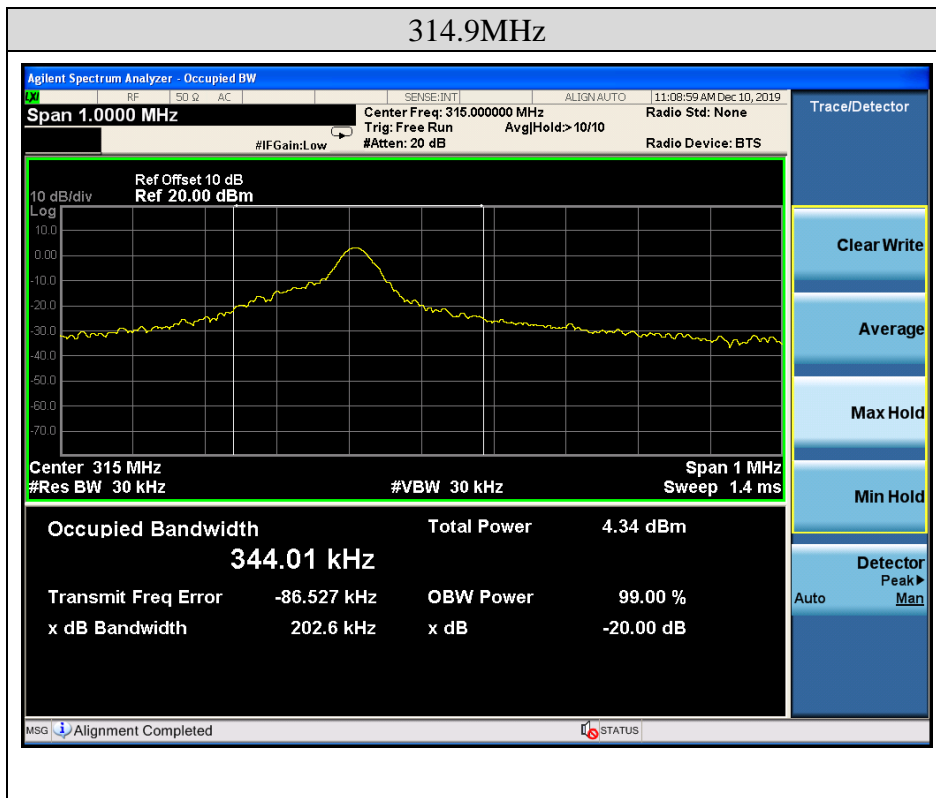 314.9MHz
Agilent Spectrum Analyzer - Occupied BW
LXI RF 50 Ω AC SENSE:INT ALIGN AUTO 11:08:59 AM Dec 10, 2019
Span 1.0000 MHz Center Freq: 315.000000 MHz Radio Std: None Trace/Detector
Trig: Free Run Avg|Hold:>10/10
#IFGain:Low #Atten: 20 dB Radio Device: BTS
Ref Offset 10 dB
10 dB/div Ref 20.00 dBm
Log
10.0
0.00
-10.0
-20.0
-30.0
-40.0
-50.0
-60.0
-70.0
Clear Write
Average
Max Hold
Min Hold
Center 315 MHz Span 1 MHz
#Res BW 30 kHz #VBW 30 kHz Sweep 1.4 ms
Occupied Bandwidth Total Power 4.34 dBm
344.01 kHz
Transmit Freq Error -86.527 kHz OBW Power 99.00 %
x dB Bandwidth 202.6 kHz x dB -20.00 dB
Detector
Peak▶
Auto Man
MSG Alignment Completed STATUS